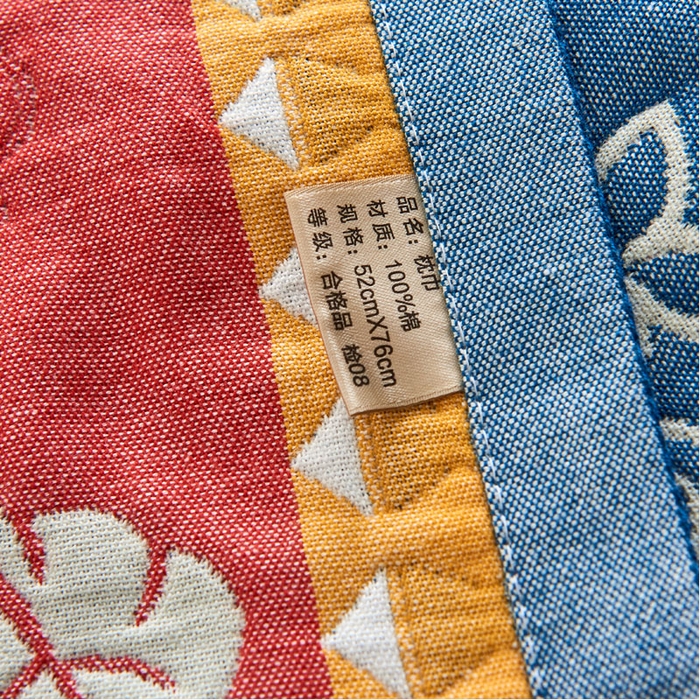 品名: 枕巾
材质: 100%棉
规格: 52cmX76cm
等级: 合格品 检08